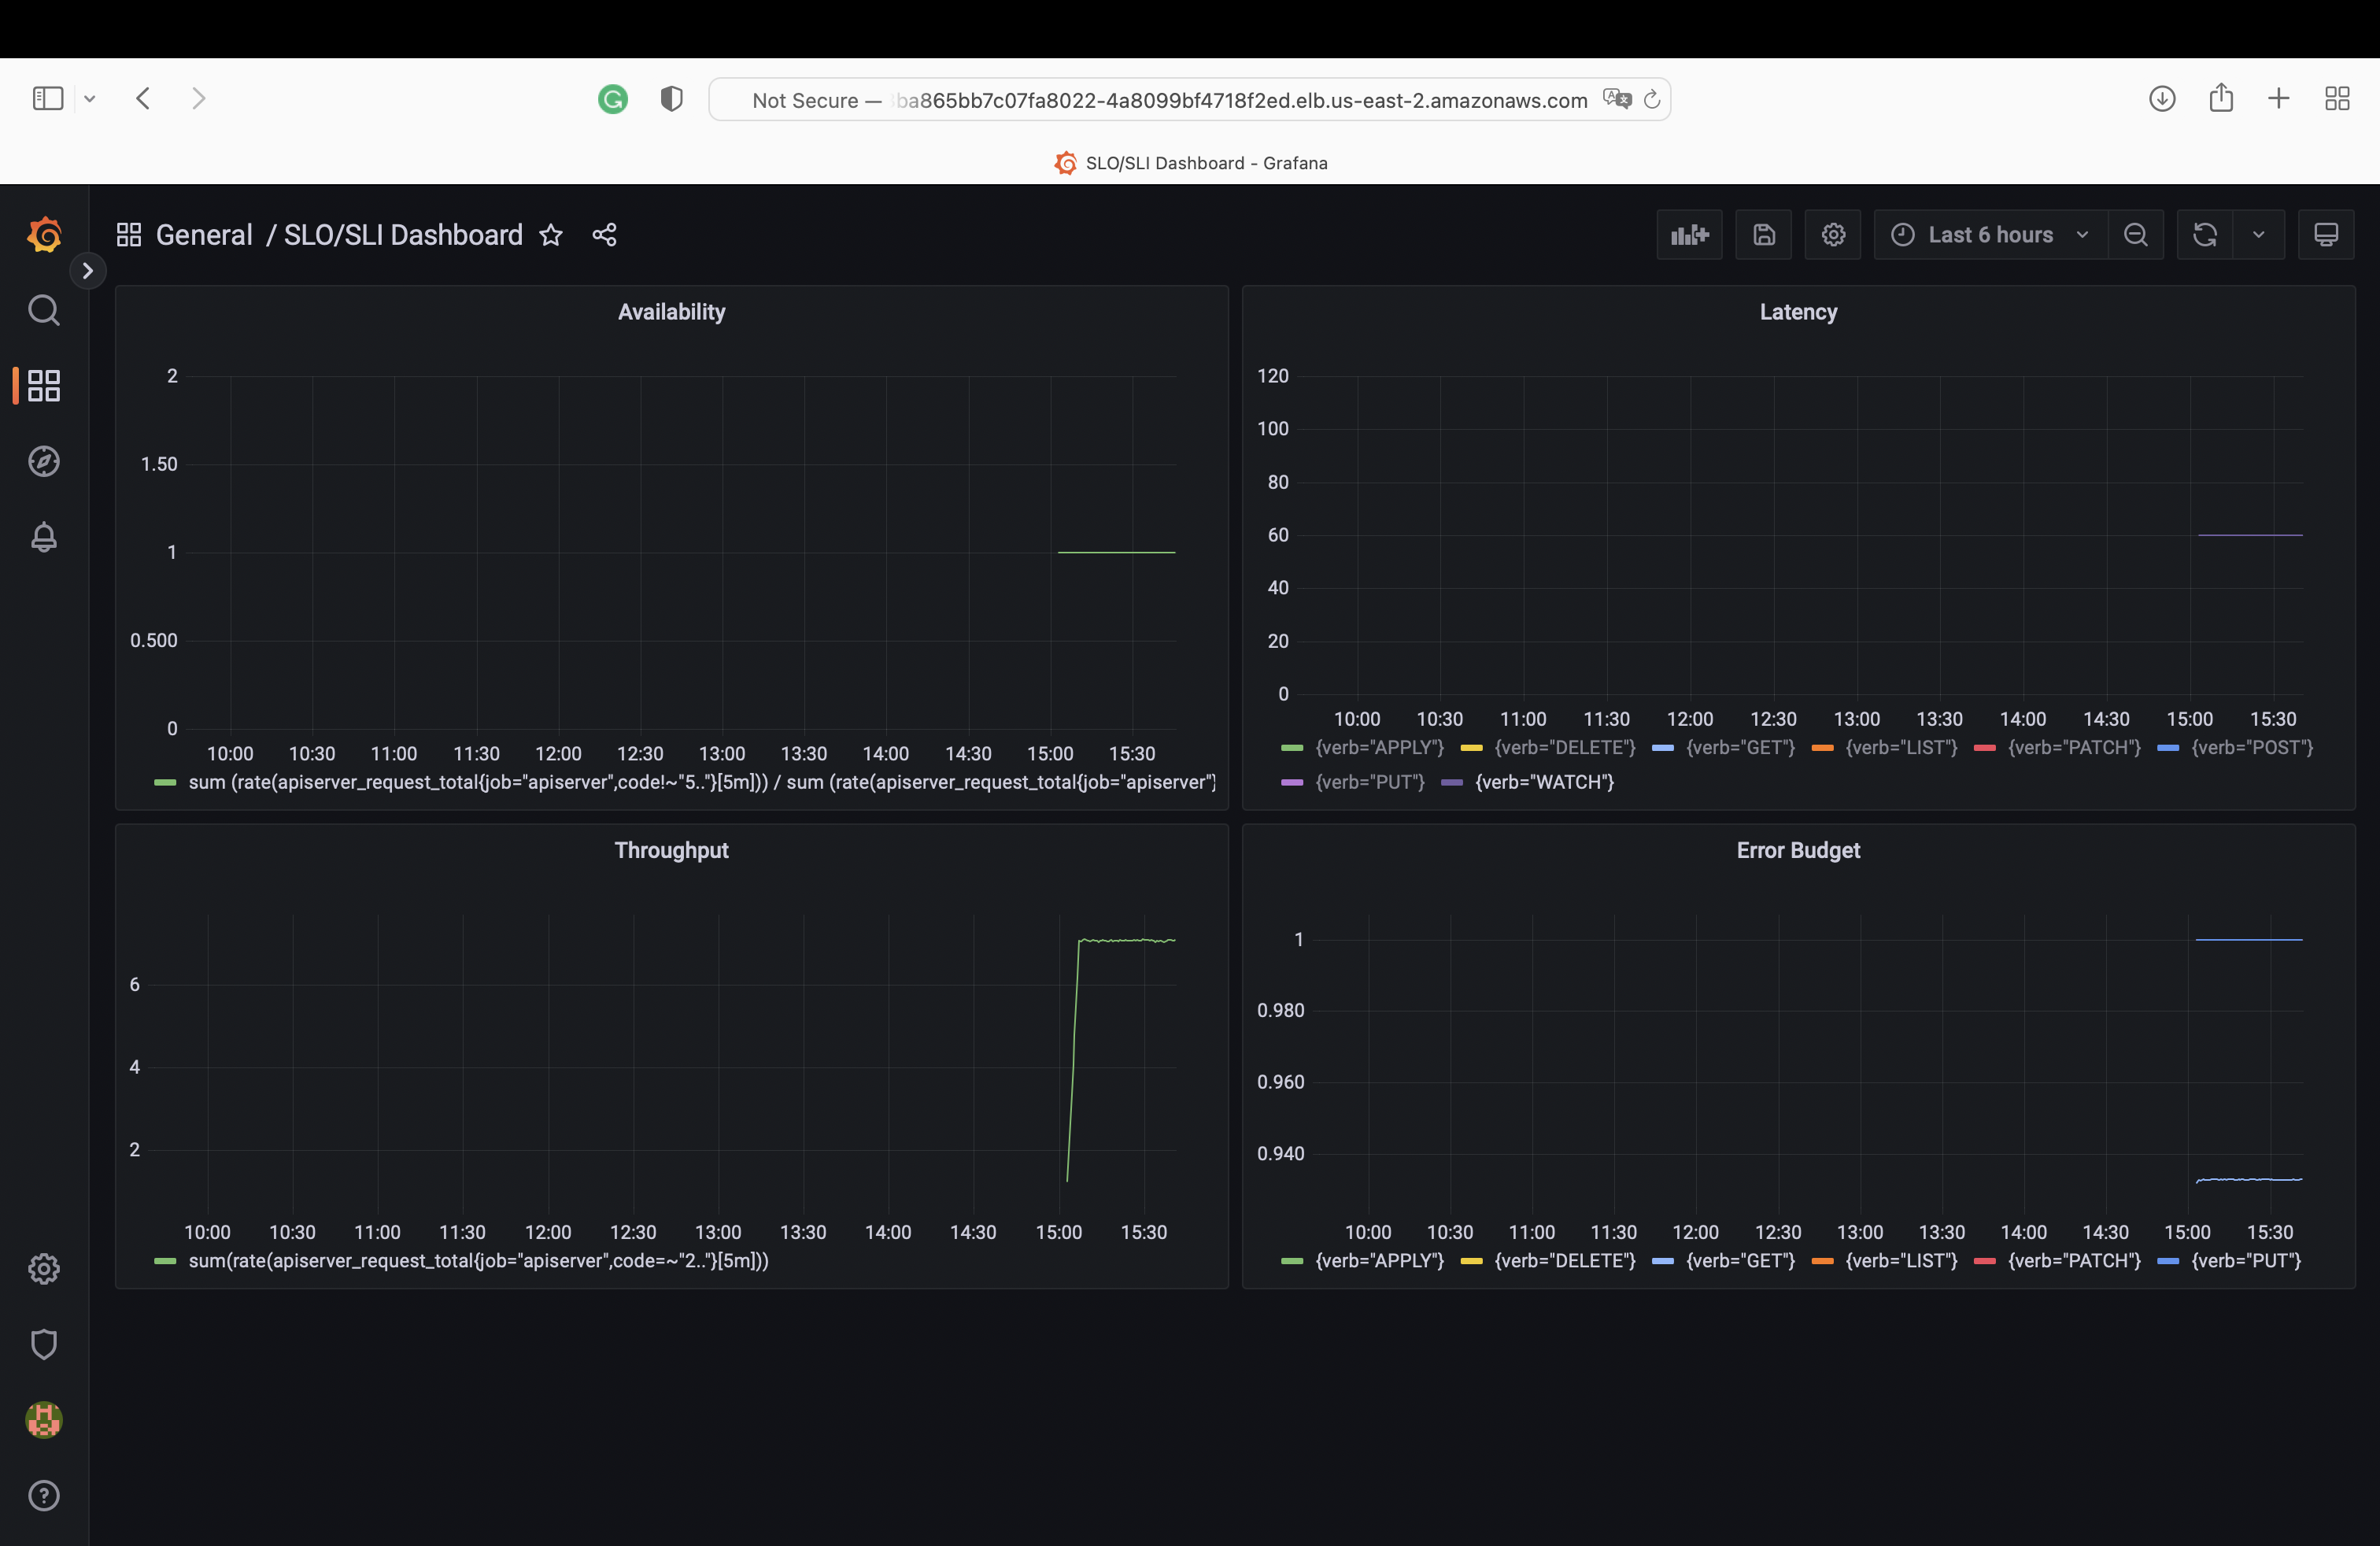 Not Secure — ba865bb7c07fa8022-4a8099bf4718f2ed.elb.us-east-2.amazonaws.com
SLO/SLI Dashboard - Grafana
General / SLO/SLI Dashboard
Last 6 hours
Availability
2
1.50
1
0.500
0
10:00 10:30 11:00 11:30 12:00 12:30 13:00 13:30 14:00 14:30 15:00 15:30
sum (rate(apiserver_request_total{job="apiserver",code!~"5.."}[5m])) / sum (rate(apiserver_request_total{job="apiserver"}
Latency
120
100
80
60
40
20
0
10:00 10:30 11:00 11:30 12:00 12:30 13:00 13:30 14:00 14:30 15:00 15:30
{verb="APPLY"} {verb="DELETE"} {verb="GET"} {verb="LIST"} {verb="PATCH"} {verb="POST"}
{verb="PUT"} {verb="WATCH"}
Throughput
6
4
2
10:00 10:30 11:00 11:30 12:00 12:30 13:00 13:30 14:00 14:30 15:00 15:30
sum(rate(apiserver_request_total{job="apiserver",code=~"2.."}[5m]))
Error Budget
1
0.980
0.960
0.940
10:00 10:30 11:00 11:30 12:00 12:30 13:00 13:30 14:00 14:30 15:00 15:30
{verb="APPLY"} {verb="DELETE"} {verb="GET"} {verb="LIST"} {verb="PATCH"} {verb="PUT"}